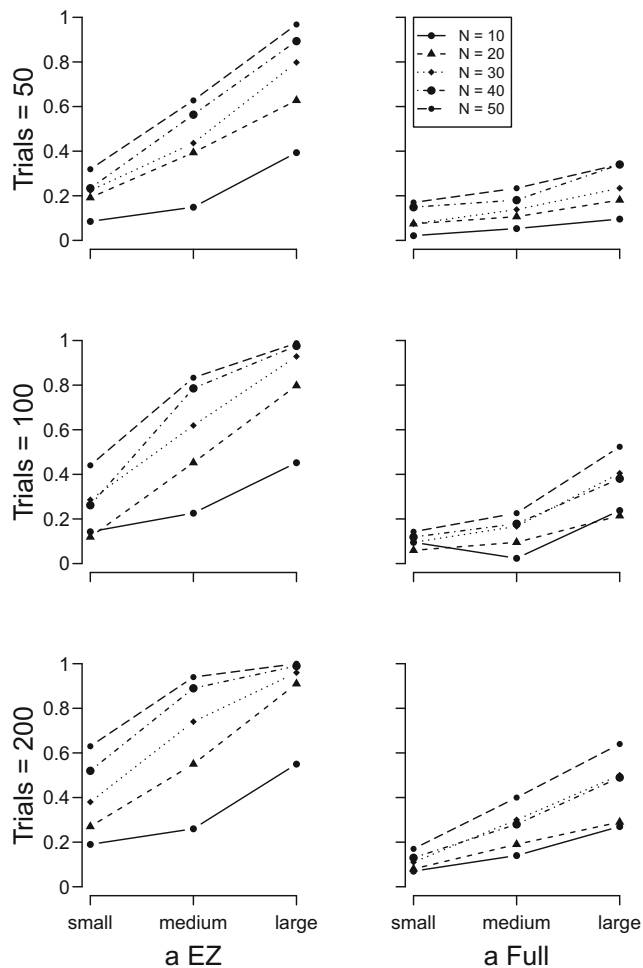 1
0.8
0.6
0.4
0.2
0
Trials = 50
N = 10
N = 20
N = 30
N = 40
N = 50
1
0.8
0.6
0.4
0.2
0
Trials = 100
1
0.8
0.6
0.4
0.2
0
Trials = 200
small medium large
a EZ
small medium large
a Full